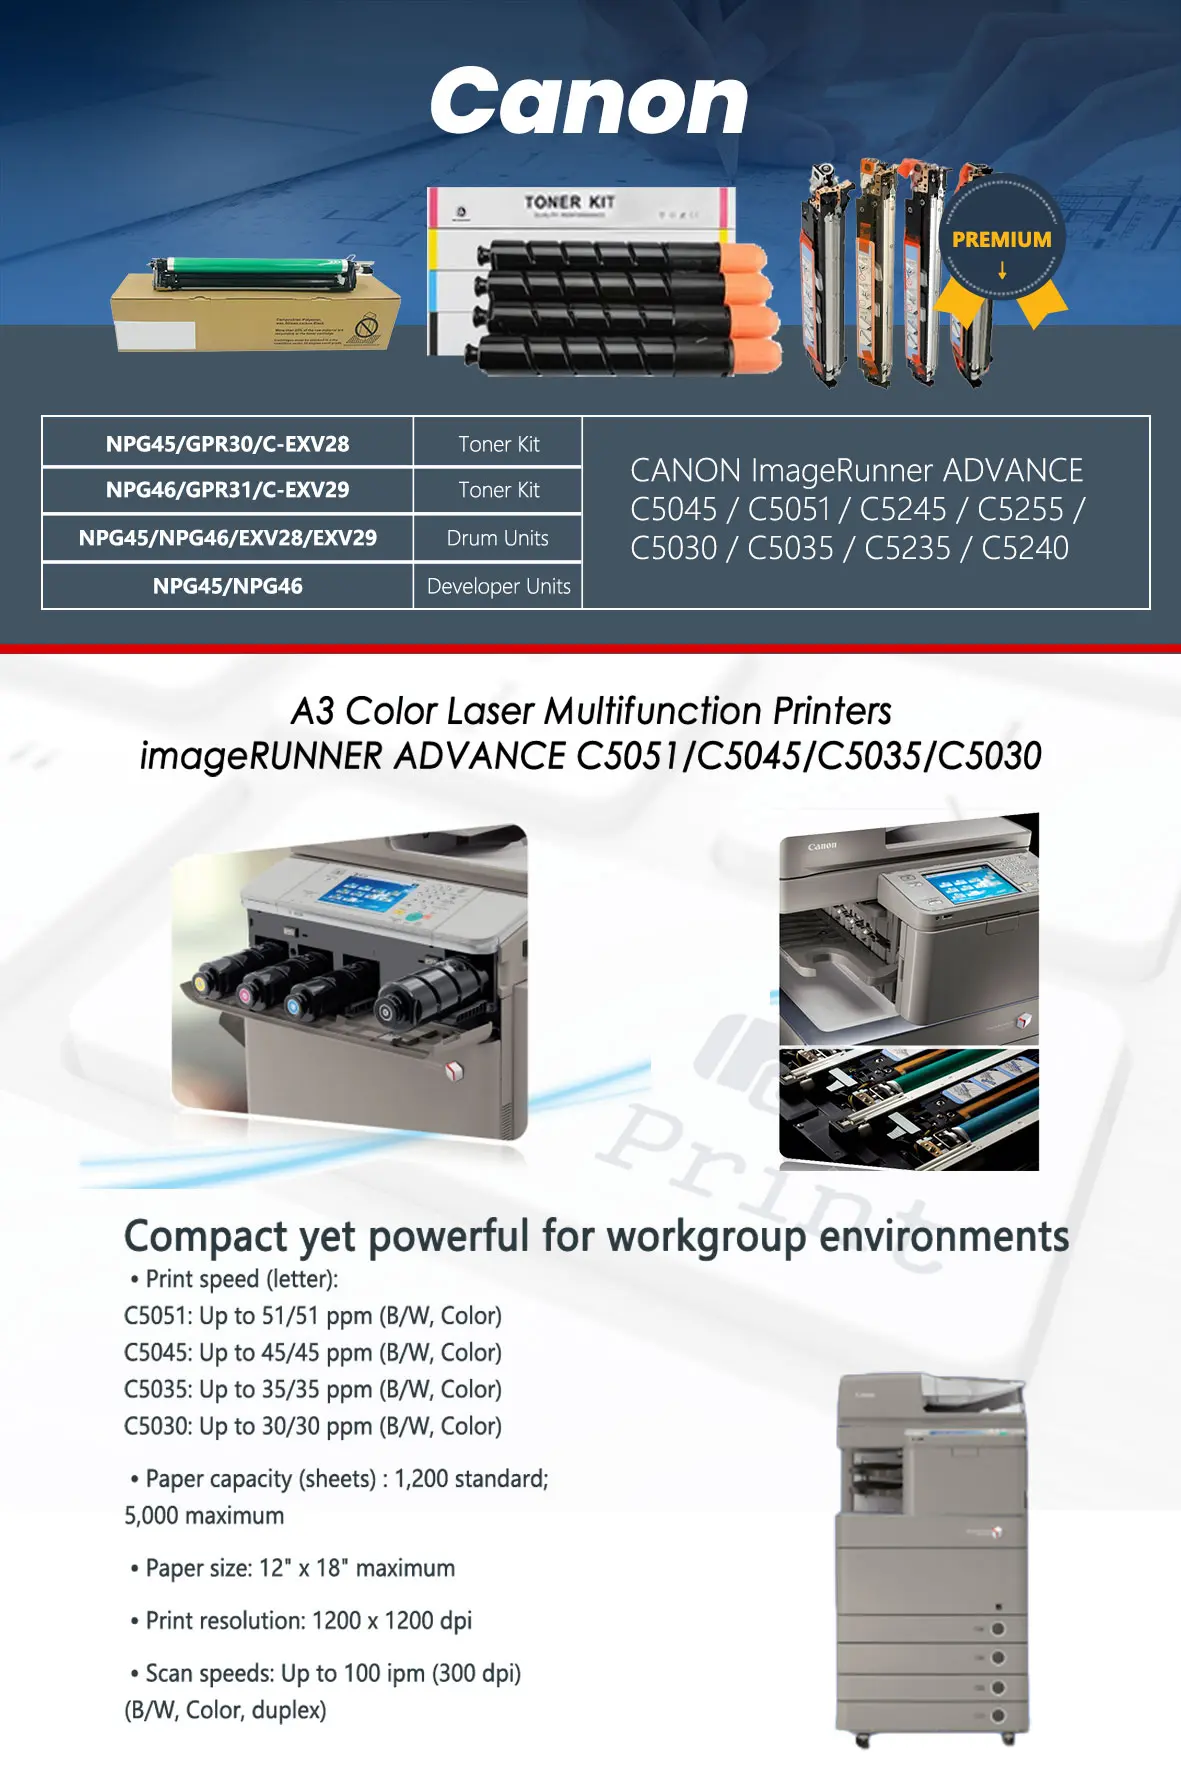 Canon
TONER KIT
PREMIUM
NPG45/GPR30/C-EXV28
Toner Kit
NPG46/GPR31/C-EXV29
Toner Kit
NPG45/NPG46/EXV28/EXV29
Drum Units
NPG45/NPG46
Developer Units
CANON ImageRunner ADVANCE
C5045 / C5051 / C5245 / C5255 /
C5030 / C5035 / C5235 / C5240
A3 Color Laser Multifunction Printers
imageRUNNER ADVANCE C5051/C5045/C5035/C5030
Canon
Print
Compact yet powerful for workgroup environments
• Print speed (letter):
C5051: Up to 51/51 ppm (B/W, Color)
C5045: Up to 45/45 ppm (B/W, Color)
C5035: Up to 35/35 ppm (B/W, Color)
C5030: Up to 30/30 ppm (B/W, Color)
• Paper capacity (sheets) : 1,200 standard;
5,000 maximum
• Paper size: 12" x 18" maximum
• Print resolution: 1200 x 1200 dpi
• Scan speeds: Up to 100 ipm (300 dpi)
(B/W, Color, duplex)